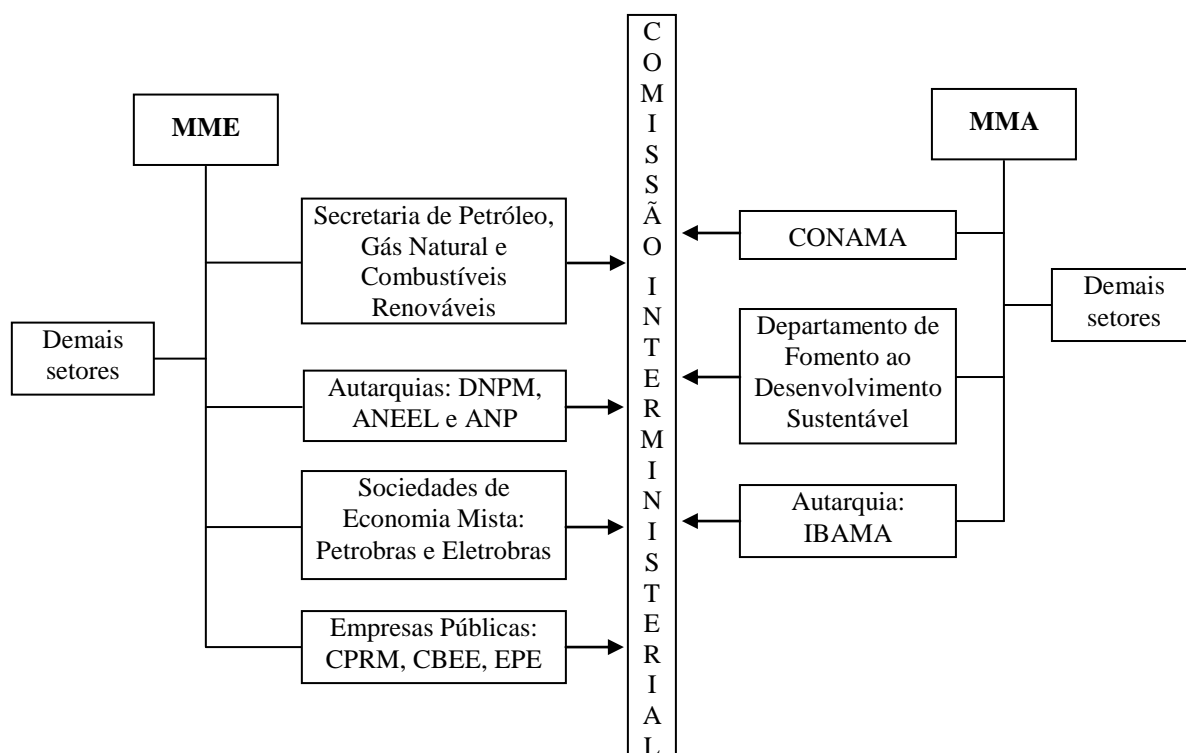 MME
Secretaria de Petróleo,
Gás Natural e
Combustíveis
Renováveis
Demais
setores
Autarquias: DNPM,
ANEEL e ANP
Sociedades de
Economia Mista:
Petrobras e Eletrobras
Empresas Públicas:
CPRM, CBEE, EPE
COMISSÃO INTERMINISTERIAL
MMA
CONAMA
Demais
setores
Departamento de
Fomento ao
Desenvolvimento
Sustentável
Autarquia:
IBAMA